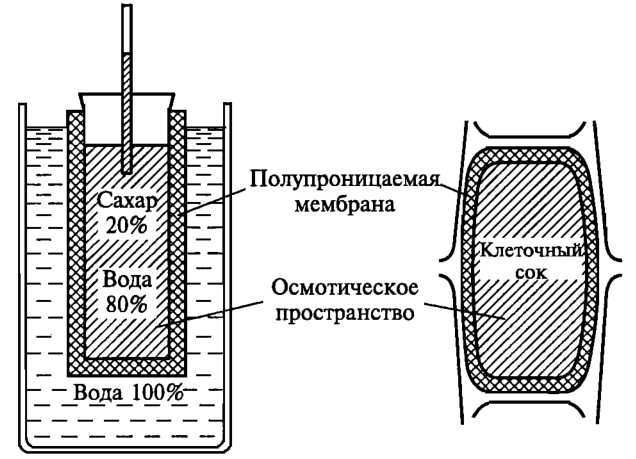 Сахар
20%
Вода
80%
Вода 100%
Полупроницаемая
мембрана
Осмотическое
пространство
Клеточный
сок